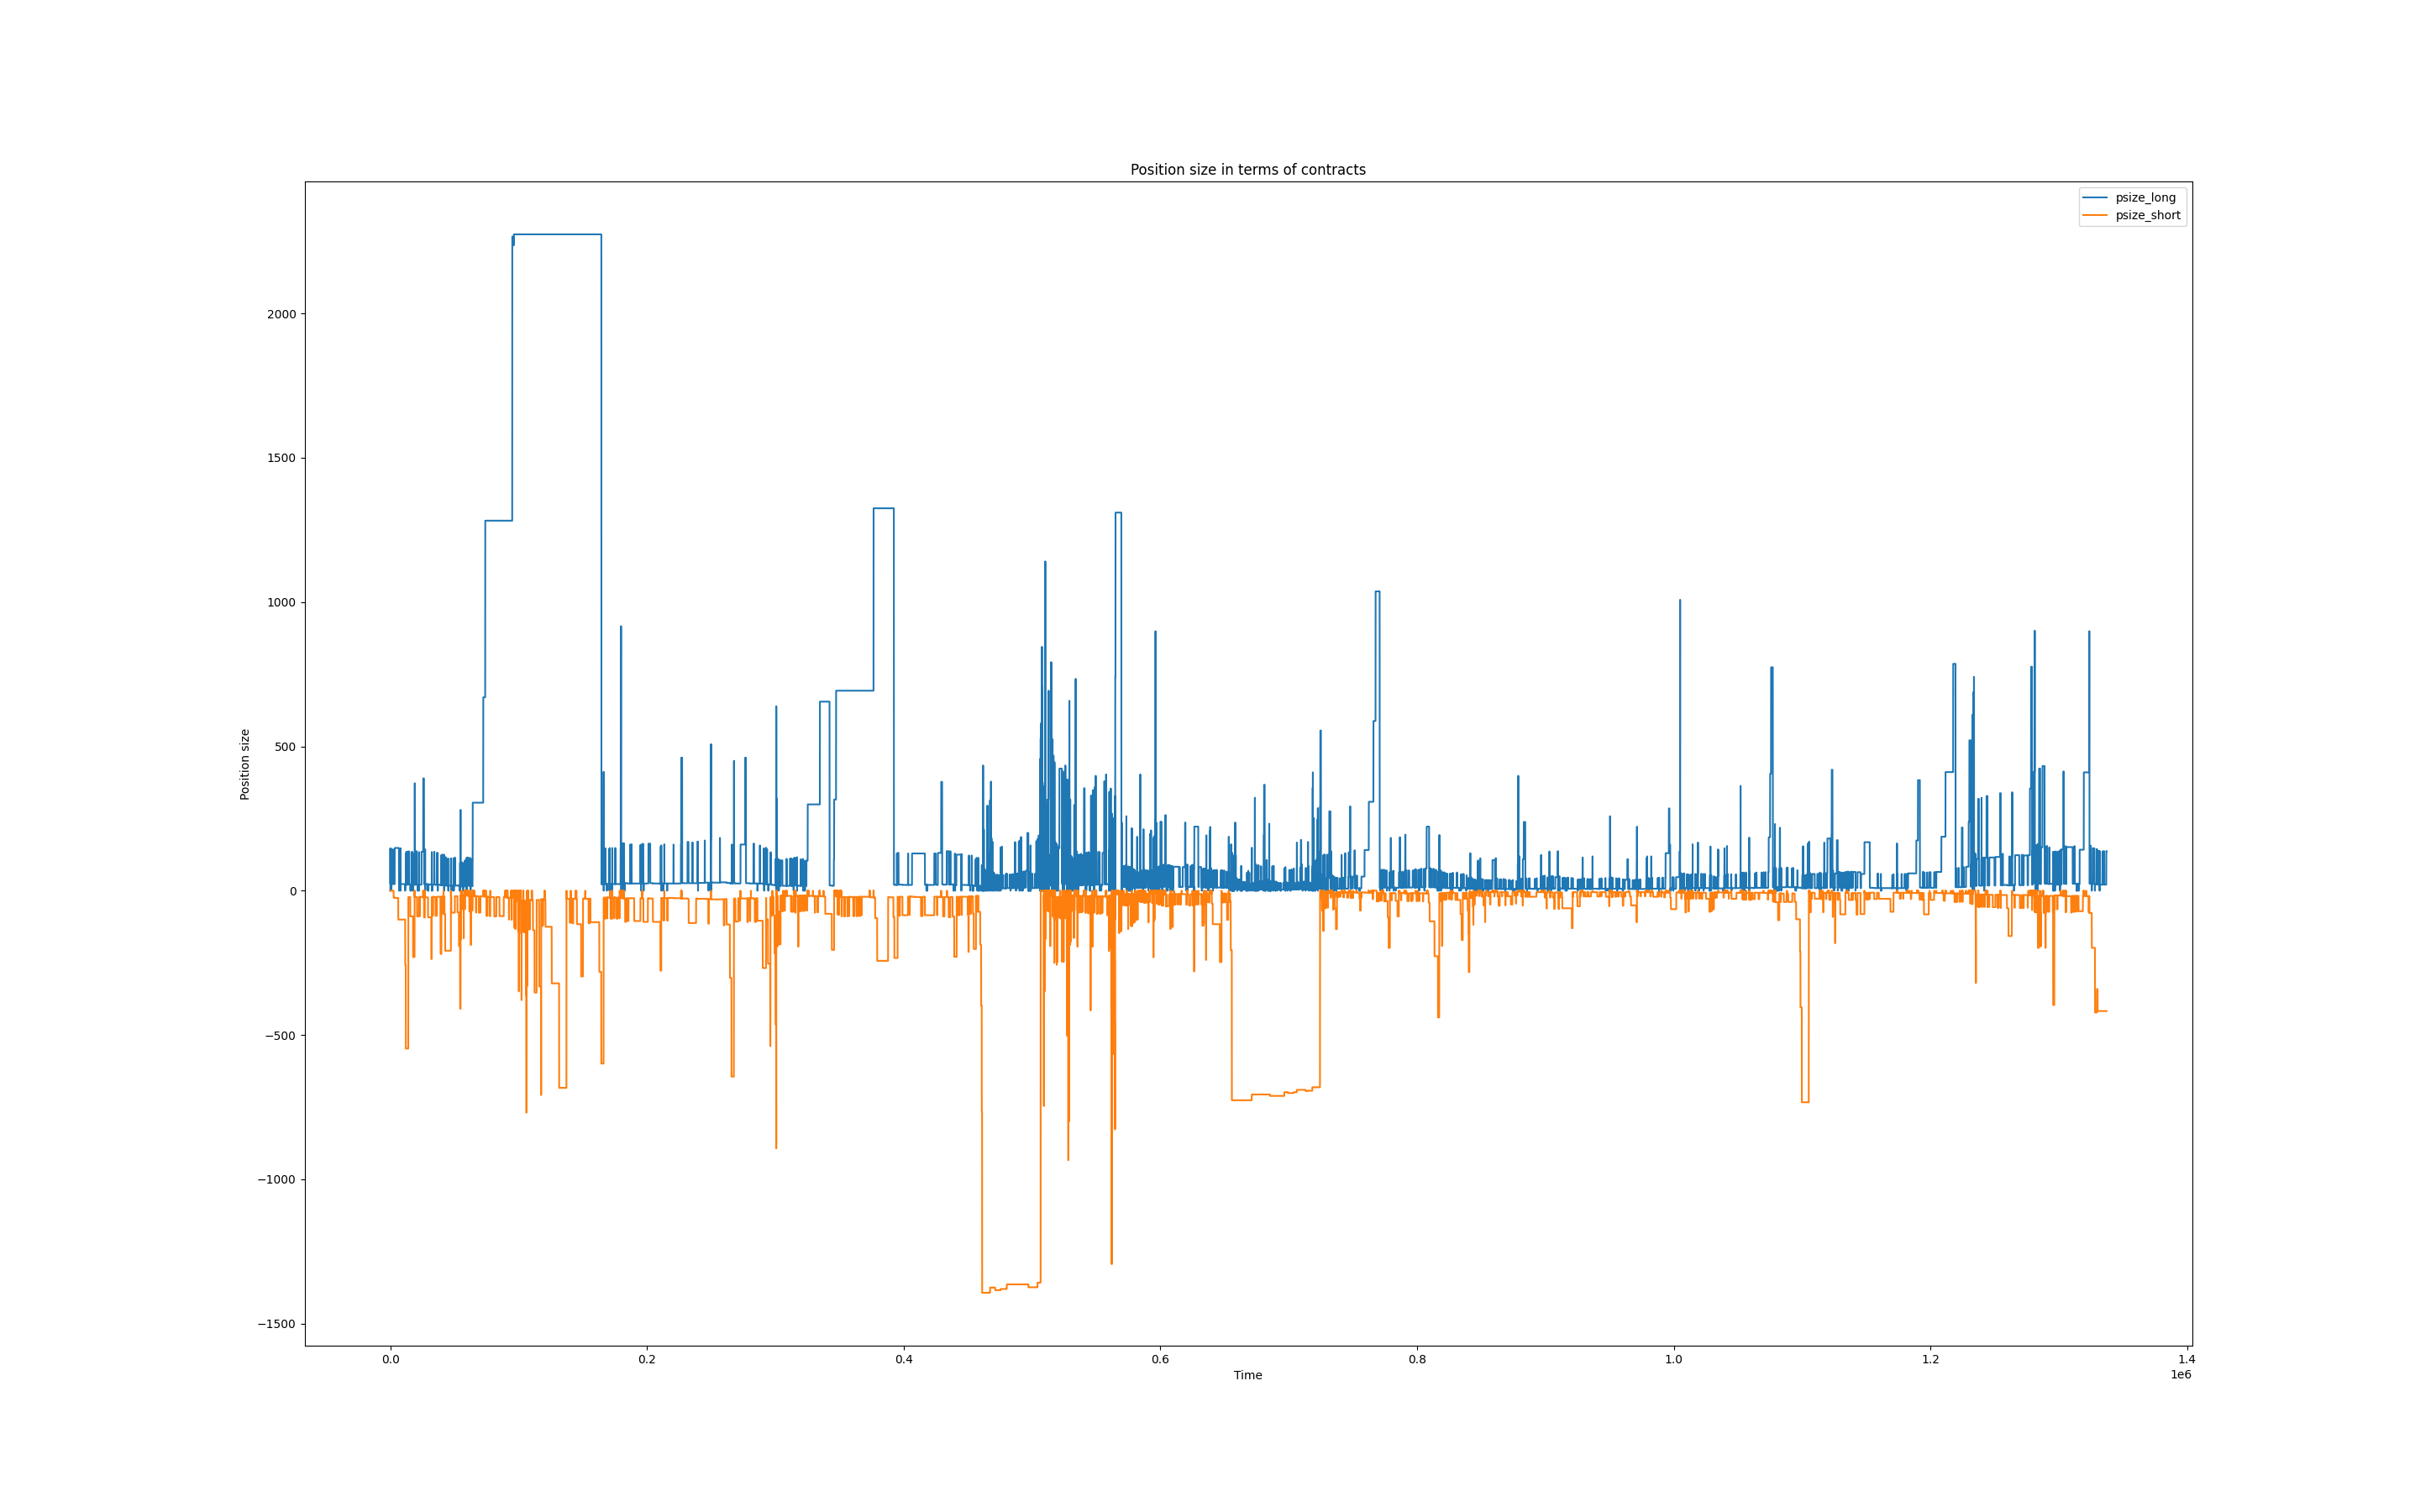 Position size in terms of contracts
psize_long
psize_short
2000
1500
1000
500
0
−500
−1000
−1500
Position size
0.0 0.2 0.4 0.6 0.8 1.0 1.2 1.4
Time
1e6